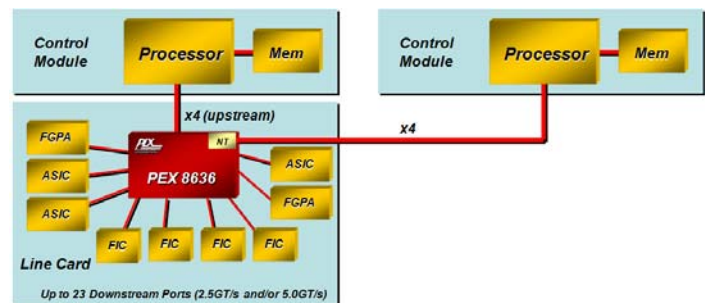 Control
Module
Processor
Mem
Control
Module
Processor
Mem
x4 (upstream)
x4
FGPA
ASIC
ASIC
PLX
NT
PEX 8636
ASIC
FGPA
FIC
FIC
FIC
FIC
Line Card
Up to 23 Downstream Ports (2.5GT/s and/or 5.0GT/s)